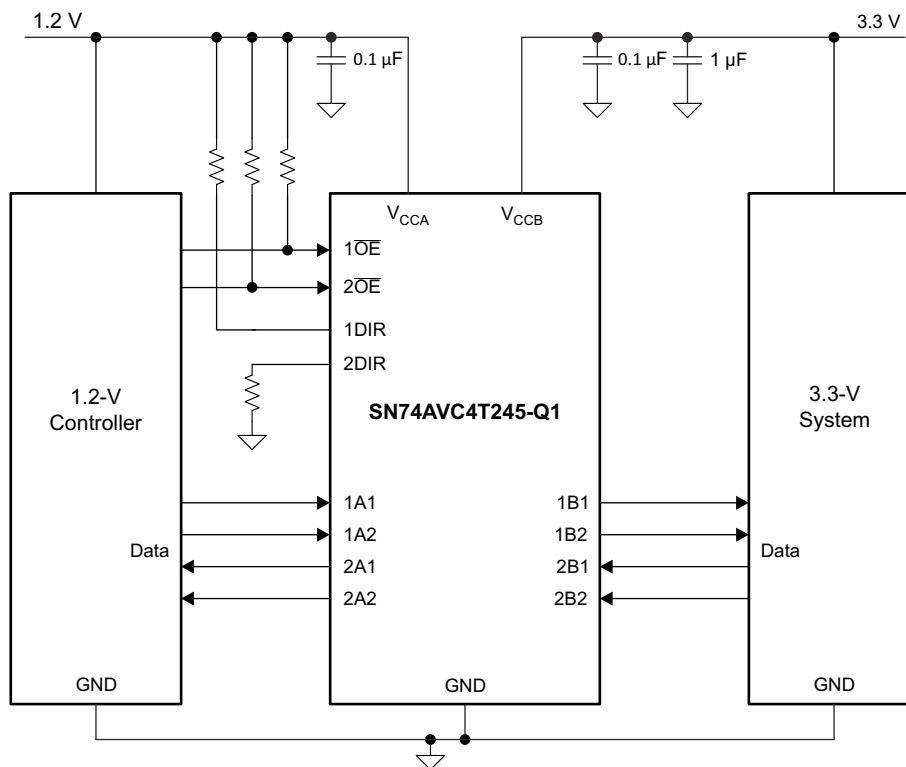 1.2 V
3.3 V
0.1 µF
0.1 µF
1 µF
VCCA
VCCB
1OE
2OE
1DIR
2DIR
1.2-V
Controller
SN74AVC4T245-Q1
3.3-V
System
1A1
1B1
1A2
1B2
Data
2A1
2B1
Data
2A2
2B2
GND
GND
GND